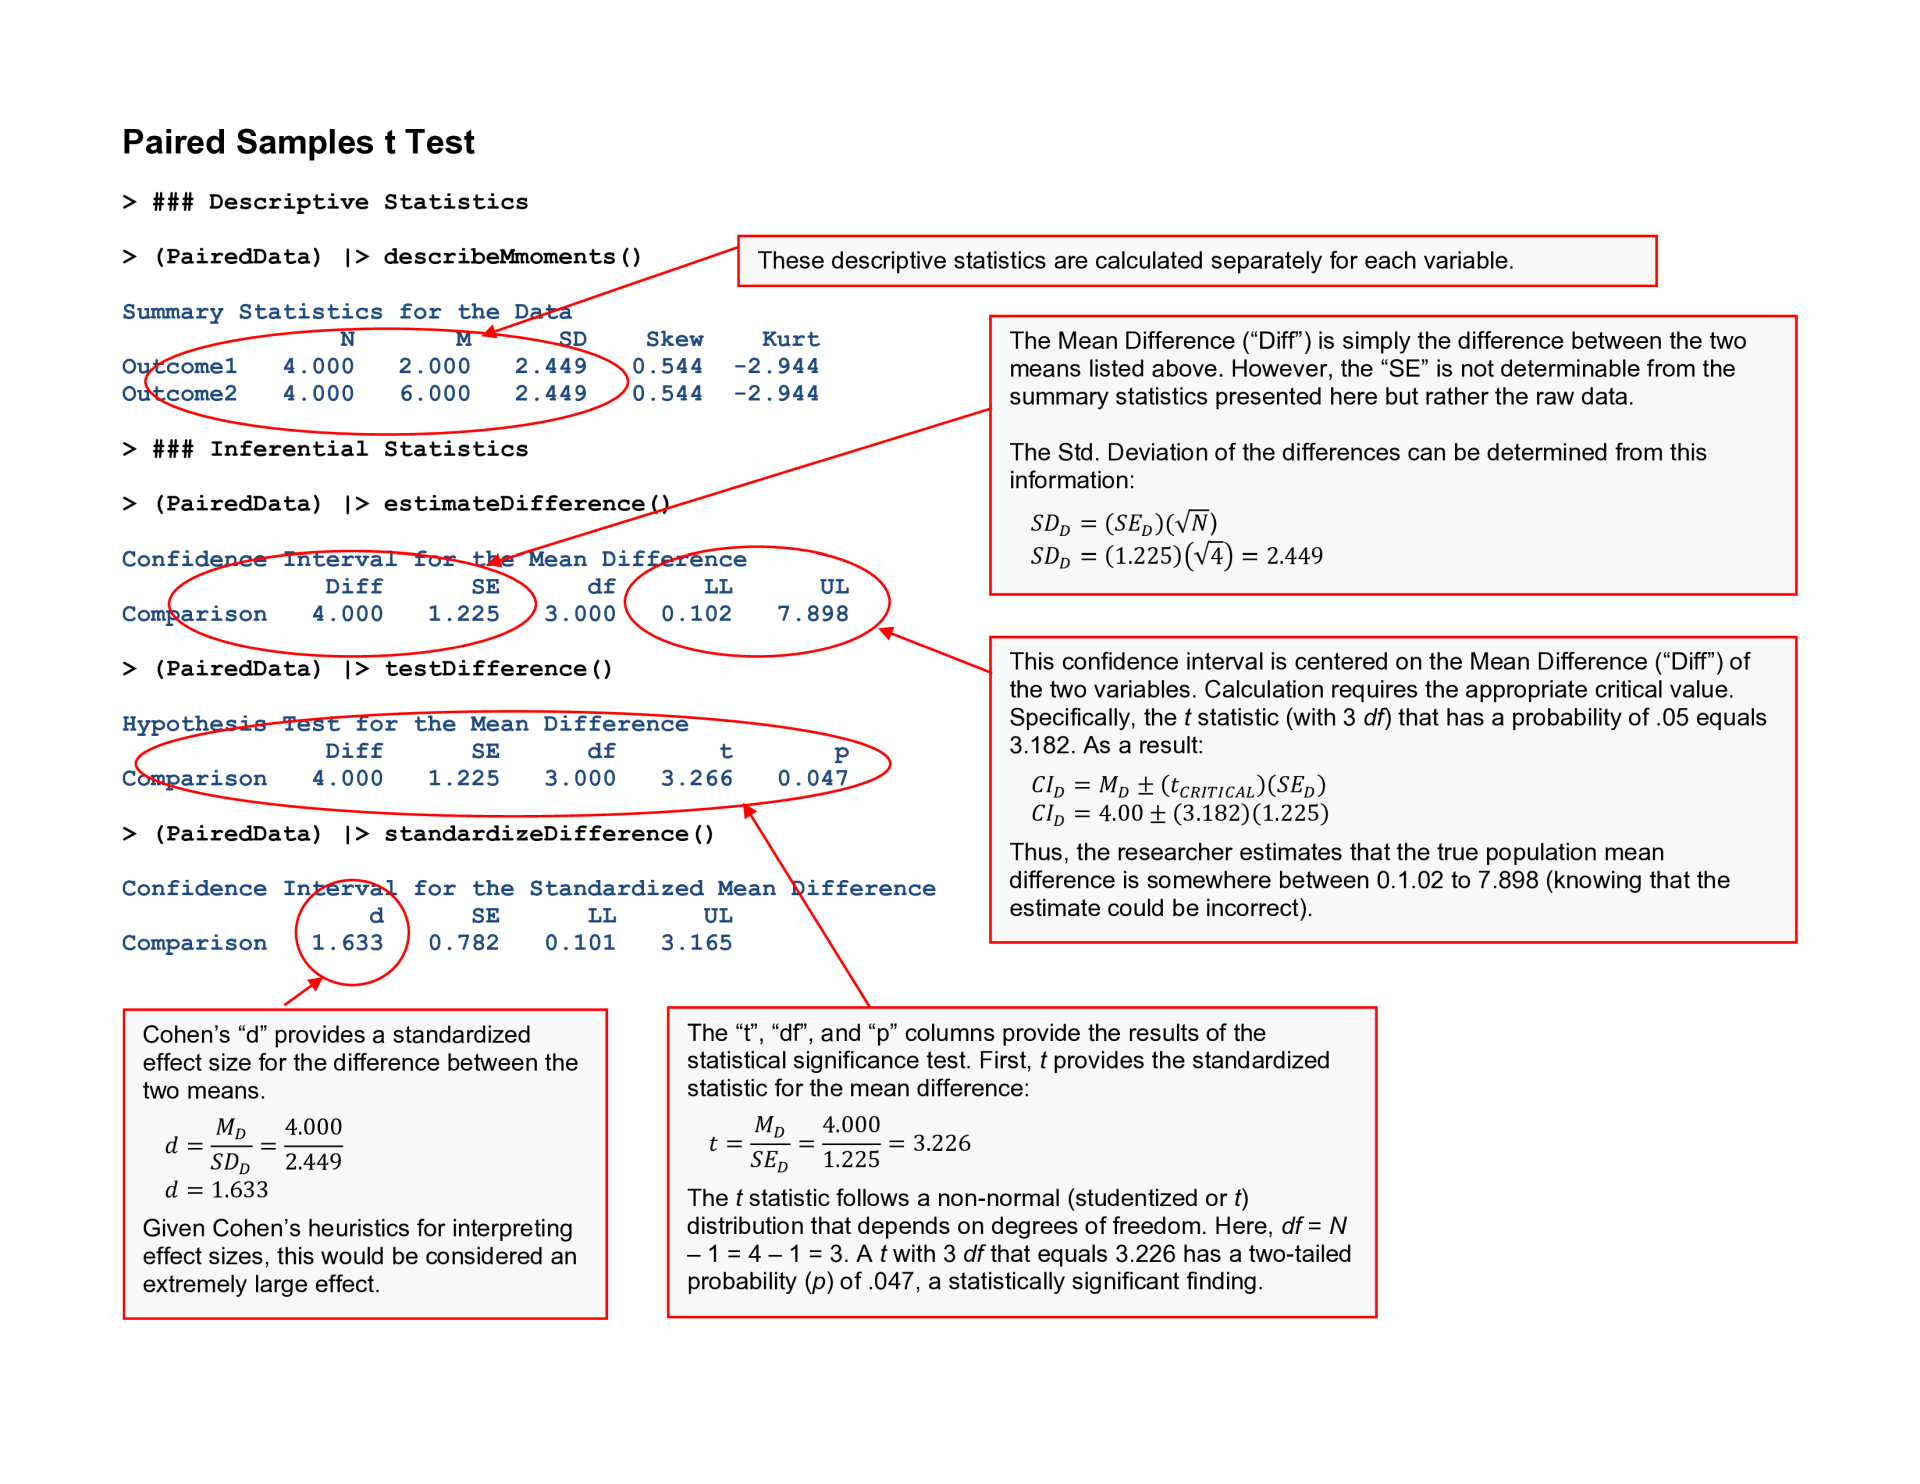 Paired Samples t Test
> ### Descriptive Statistics
> (PairedData) |> describeMmoments()
These descriptive statistics are calculated separately for each variable.
Summary Statistics for the Data
N M SD Skew Kurt
Outcome1 4.000 2.000 2.449 0.544 -2.944
Outcome2 4.000 6.000 2.449 0.544 -2.944
The Mean Difference (“Diff”) is simply the difference between the two
means listed above. However, the “SE” is not determinable from the
summary statistics presented here but rather the raw data.
The Std. Deviation of the differences can be determined from this
information:
SD_D = (SE_D)(√N)
SD_D = (1.225)(√4) = 2.449
> ### Inferential Statistics
> (PairedData) |> estimateDifference()
Confidence Interval for the Mean Difference
Diff SE df LL UL
Comparison 4.000 1.225 3.000 0.102 7.898
This confidence interval is centered on the Mean Difference (“Diff”) of
the two variables. Calculation requires the appropriate critical value.
Specifically, the t statistic (with 3 df) that has a probability of .05 equals
3.182. As a result:
CI_D = M_D ± (t_CRITICAL)(SE_D)
CI_D = 4.00 ± (3.182)(1.225)
Thus, the researcher estimates that the true population mean
difference is somewhere between 0.1.02 to 7.898 (knowing that the
estimate could be incorrect).
> (PairedData) |> testDifference()
Hypothesis Test for the Mean Difference
Diff SE df t p
Comparison 4.000 1.225 3.000 3.266 0.047
> (PairedData) |> standardizeDifference()
Confidence Interval for the Standardized Mean Difference
d SE LL UL
Comparison 1.633 0.782 0.101 3.165
Cohen’s “d” provides a standardized
effect size for the difference between the
two means.
d = M_D / SD_D = 4.000 / 2.449
d = 1.633
Given Cohen’s heuristics for interpreting
effect sizes, this would be considered an
extremely large effect.
The “t”, “df”, and “p” columns provide the results of the
statistical significance test. First, t provides the standardized
statistic for the mean difference:
t = M_D / SE_D = 4.000 / 1.225 = 3.226
The t statistic follows a non-normal (studentized or t)
distribution that depends on degrees of freedom. Here, df = N
– 1 = 4 – 1 = 3. A t with 3 df that equals 3.226 has a two-tailed
probability (p) of .047, a statistically significant finding.